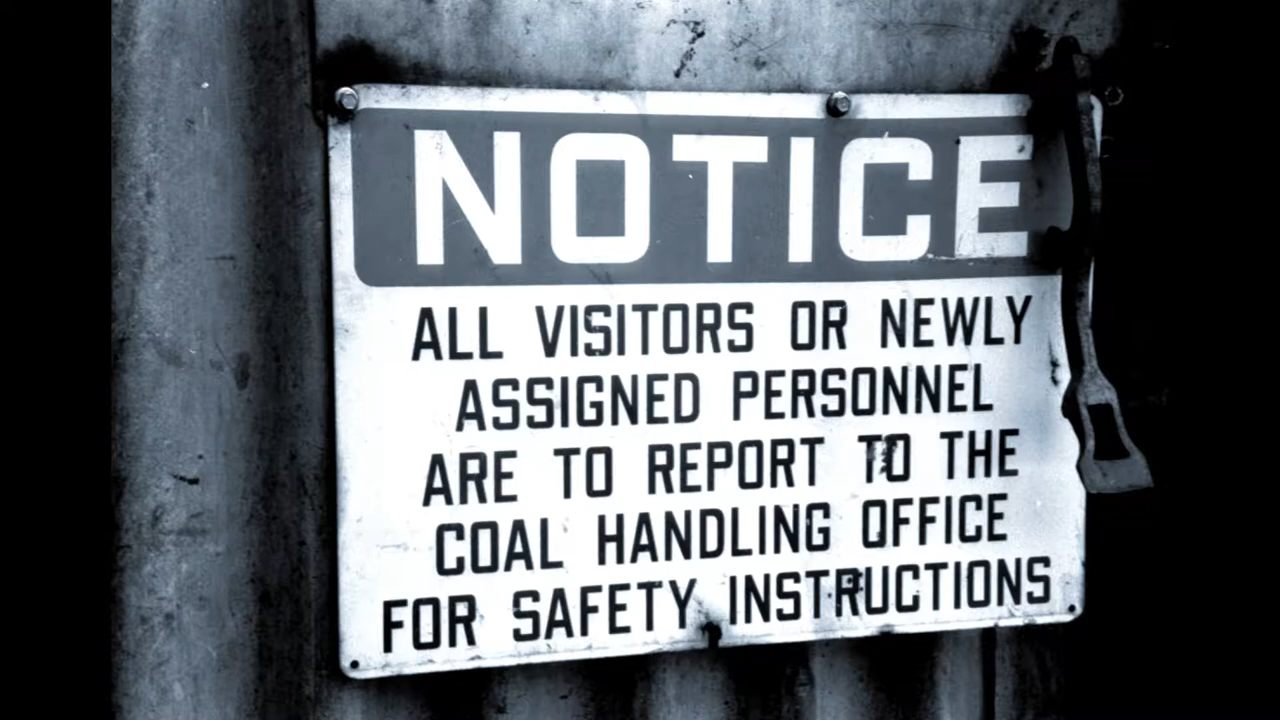 NOTICE
ALL VISITORS OR NEWLY
ASSIGNED PERSONNEL
ARE TO REPORT TO THE
COAL HANDLING OFFICE
FOR SAFETY INSTRUCTIONS